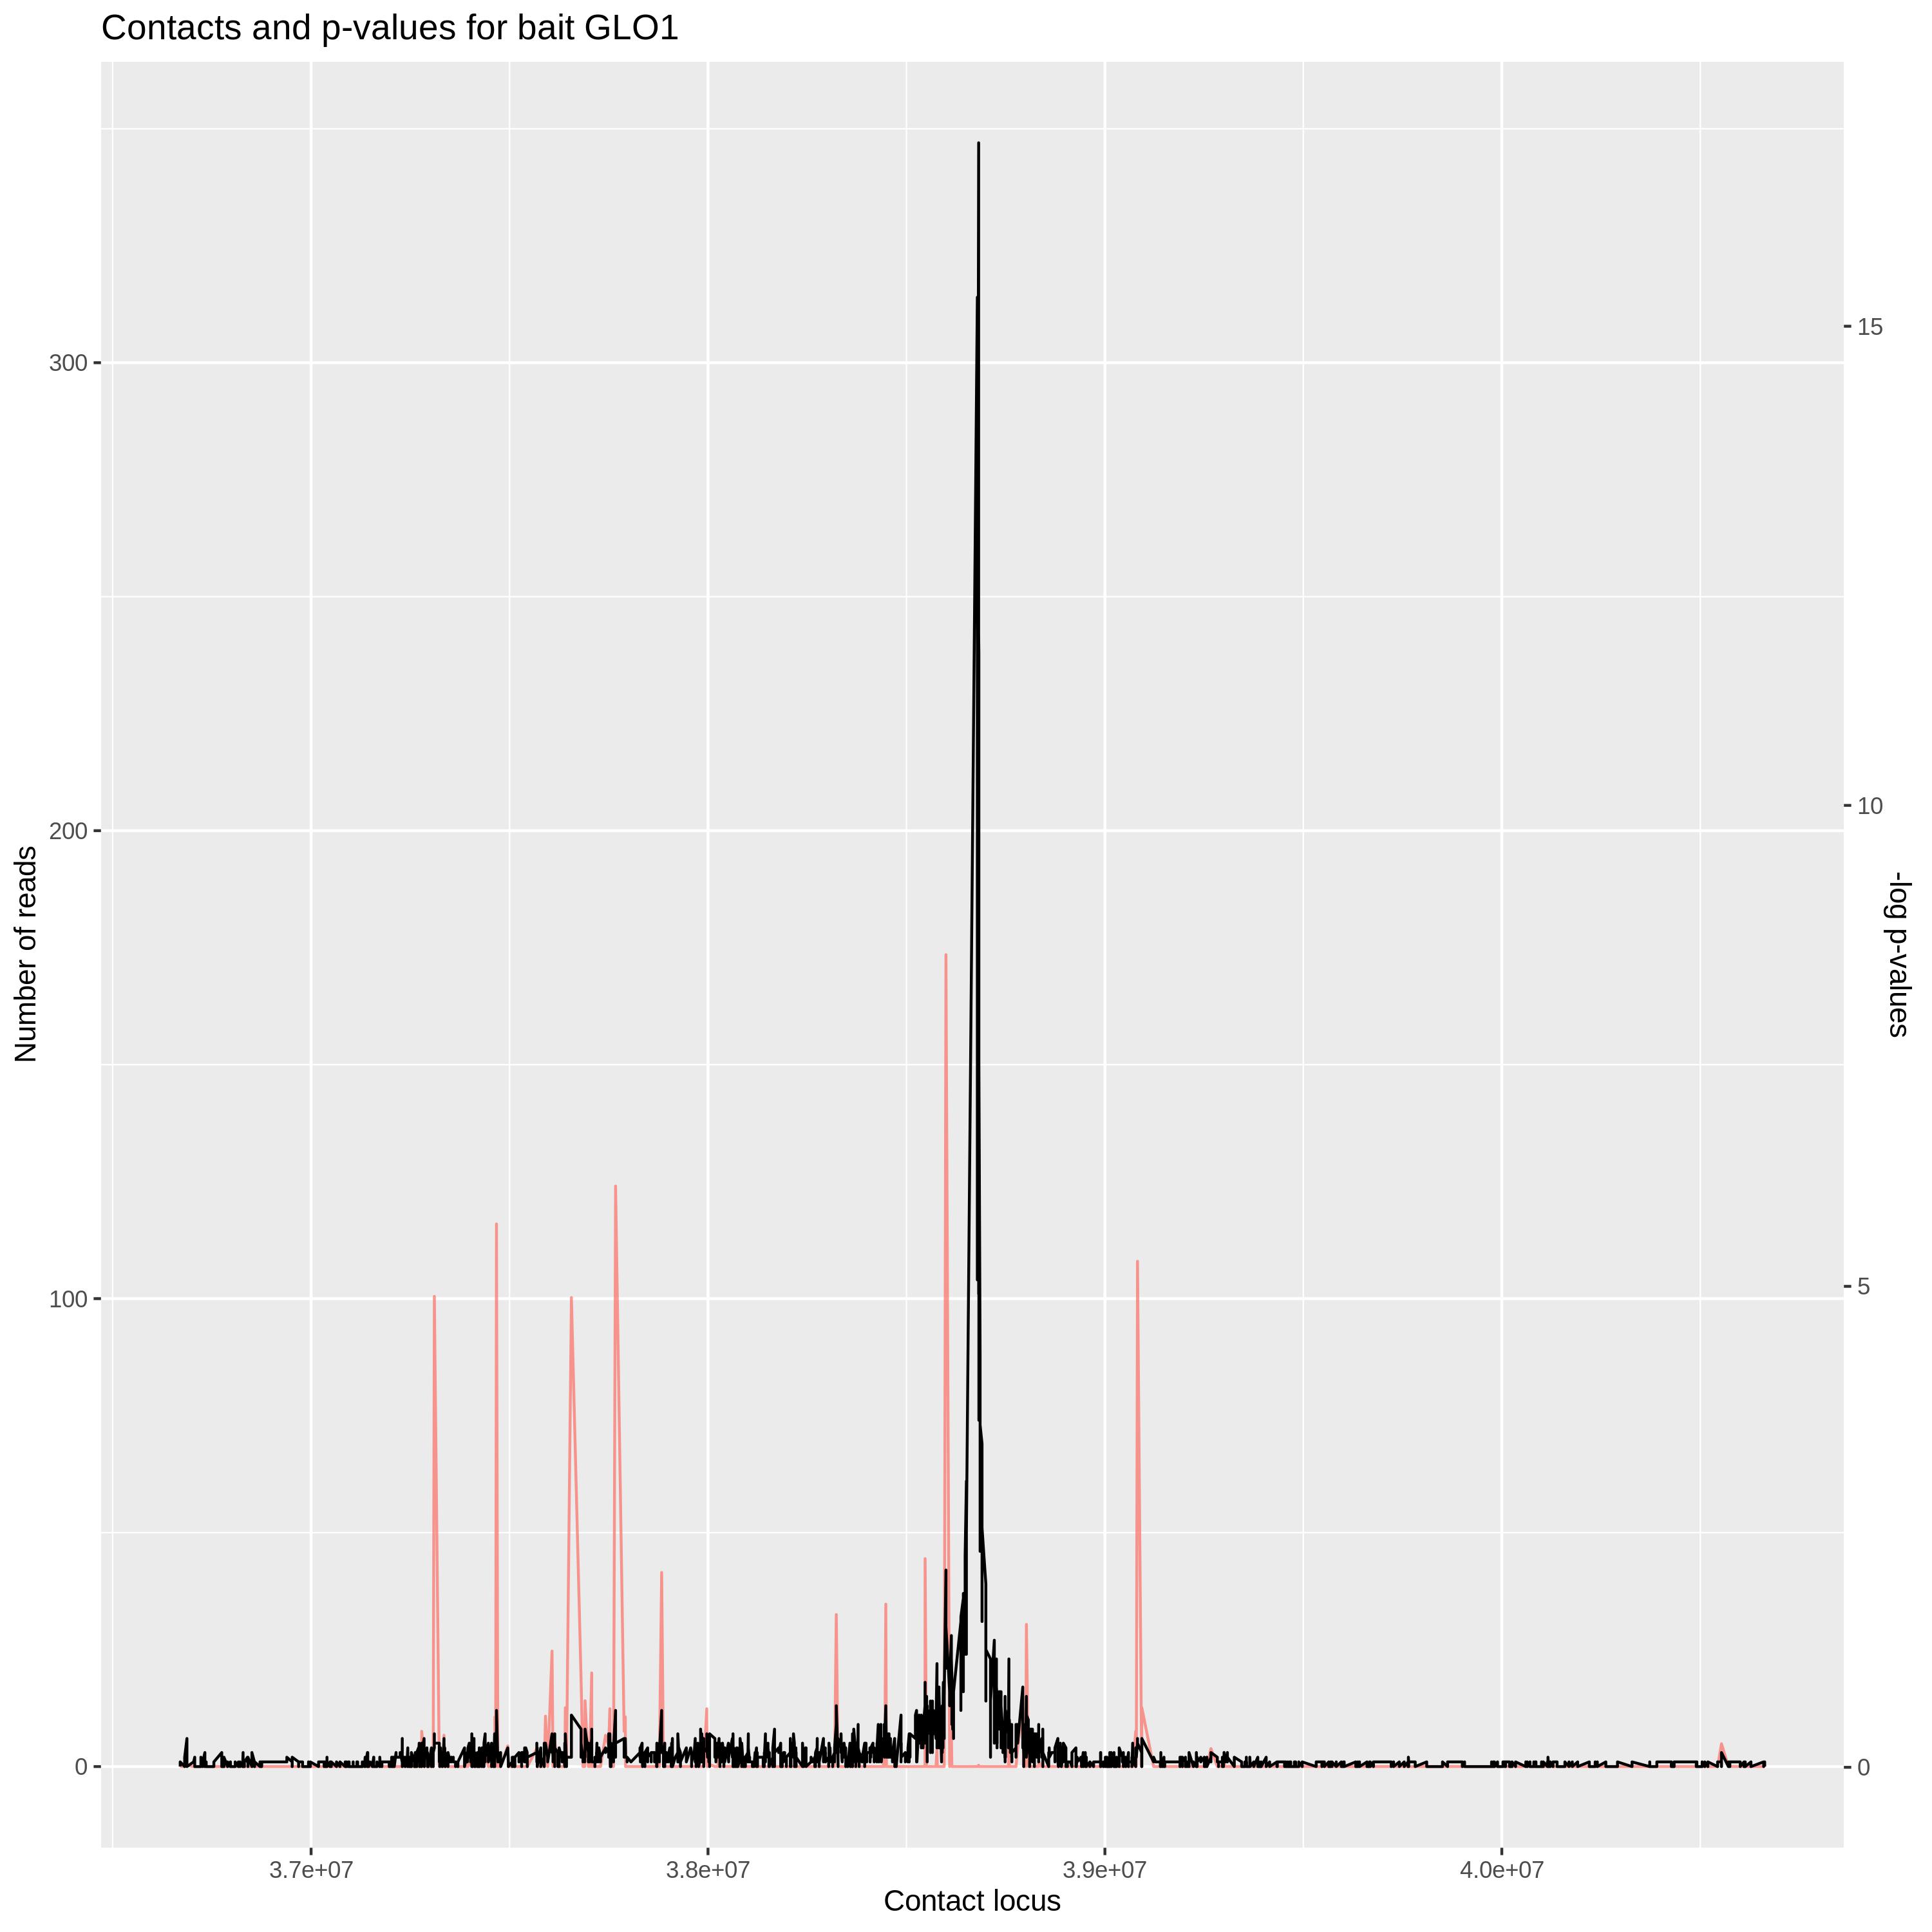 Contacts and p-values for bait GLO1
Number of reads
300
200
100
0
15
10
5
0
-log p-values
3.7e+07
3.8e+07
3.9e+07
4.0e+07
Contact locus